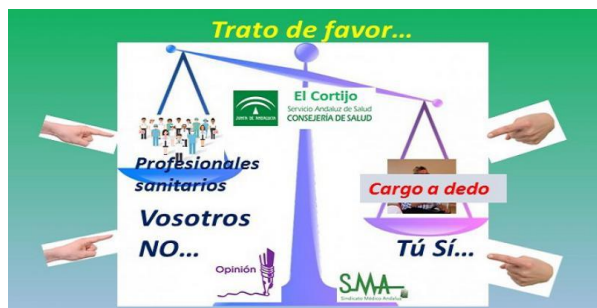 Trato de favor...
El Cortijo
Servicio Andaluz de Salud
CONSEJERÍA DE SALUD
JUNTA DE ANDALUCIA
Profesionales
sanitarios
Cargo a dedo
Vosotros
NO...
Tú Sí...
Opinión
SMA
Sindicato Médico Andaluz